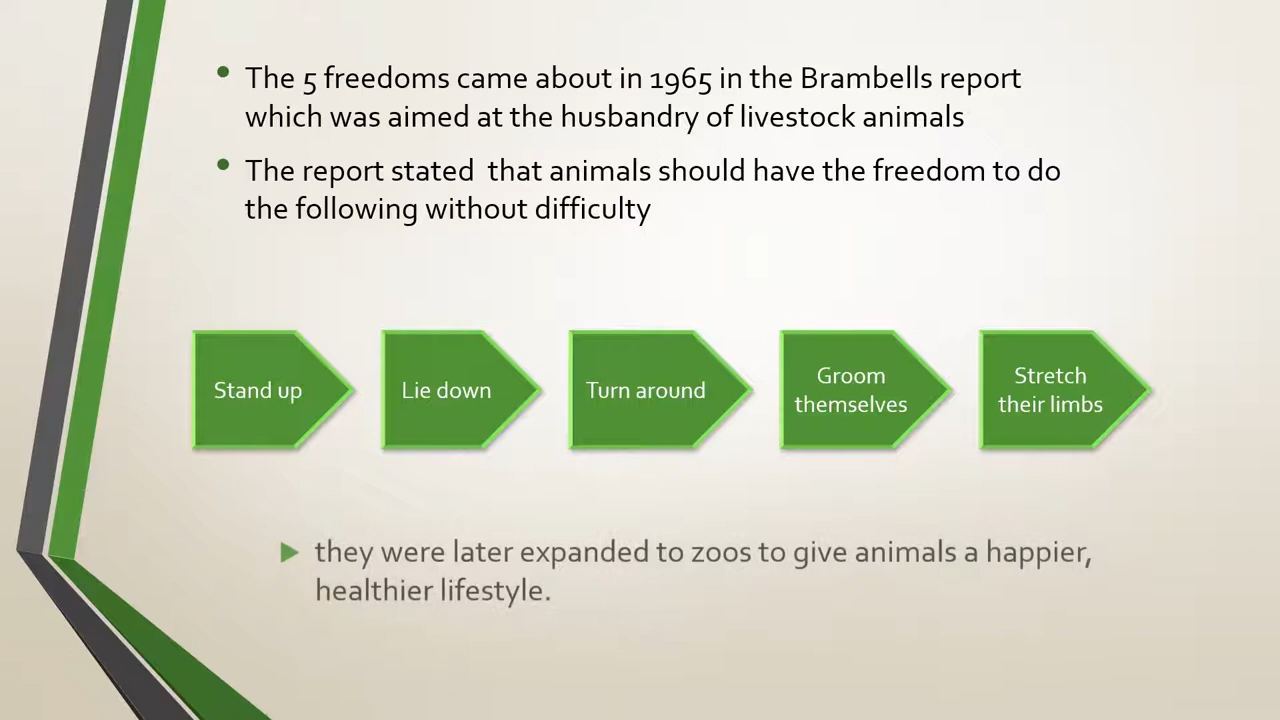 The 5 freedoms came about in 1965 in the Brambells report
which was aimed at the husbandry of livestock animals
The report stated  that animals should have the freedom to do
the following without difficulty
Stand up
Lie down
Turn around
Groom
themselves
Stretch
their limbs
they were later expanded to zoos to give animals a happier,
healthier lifestyle.